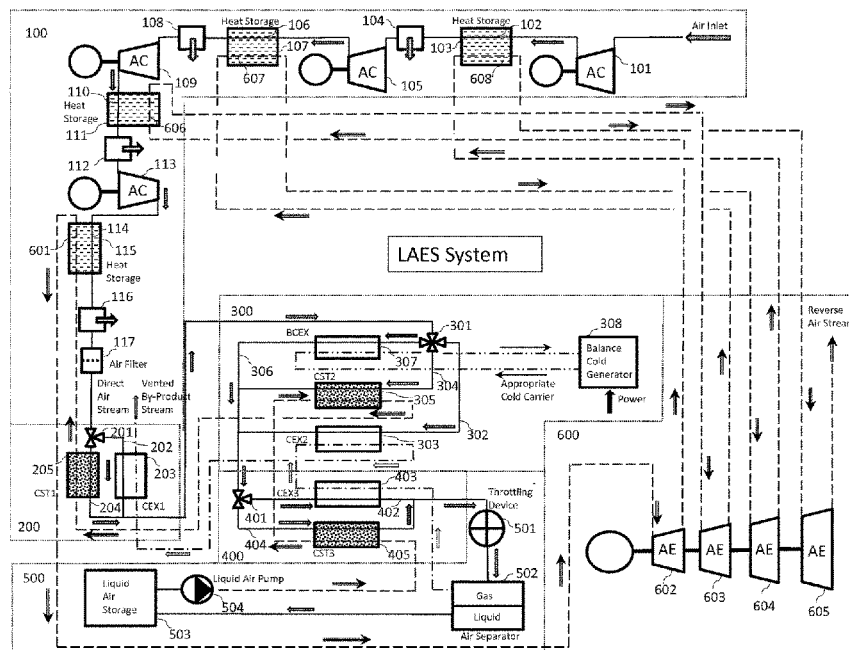 100
108
Heat Storage
106
107
607
104
Heat Storage
102
103
608
Air Inlet
AC
109
AC
105
AC
101
110
Heat
Storage
111
606
112
113
AC
601
114
115
Heat
Storage
116
117
Air Filter
LAES System
Direct
Air
Stream
Vented
By-Product
Stream
300
BCEX
301
307
306
304
CST2
305
302
CEX2
303
308
Balance
Cold
Generator
Appropriate
Cold Carrier
Power
600
Reverse
Air Stream
201
202
205
203
CST1
204
CEX1
200
CEX3
403
401
402
404
CST3
405
400
Throttling
Device
501
AE
602
AE
603
AE
604
AE
605
500
Liquid
Air
Storage
503
Liquid Air Pump
504
502
Gas
Liquid
Air Separator